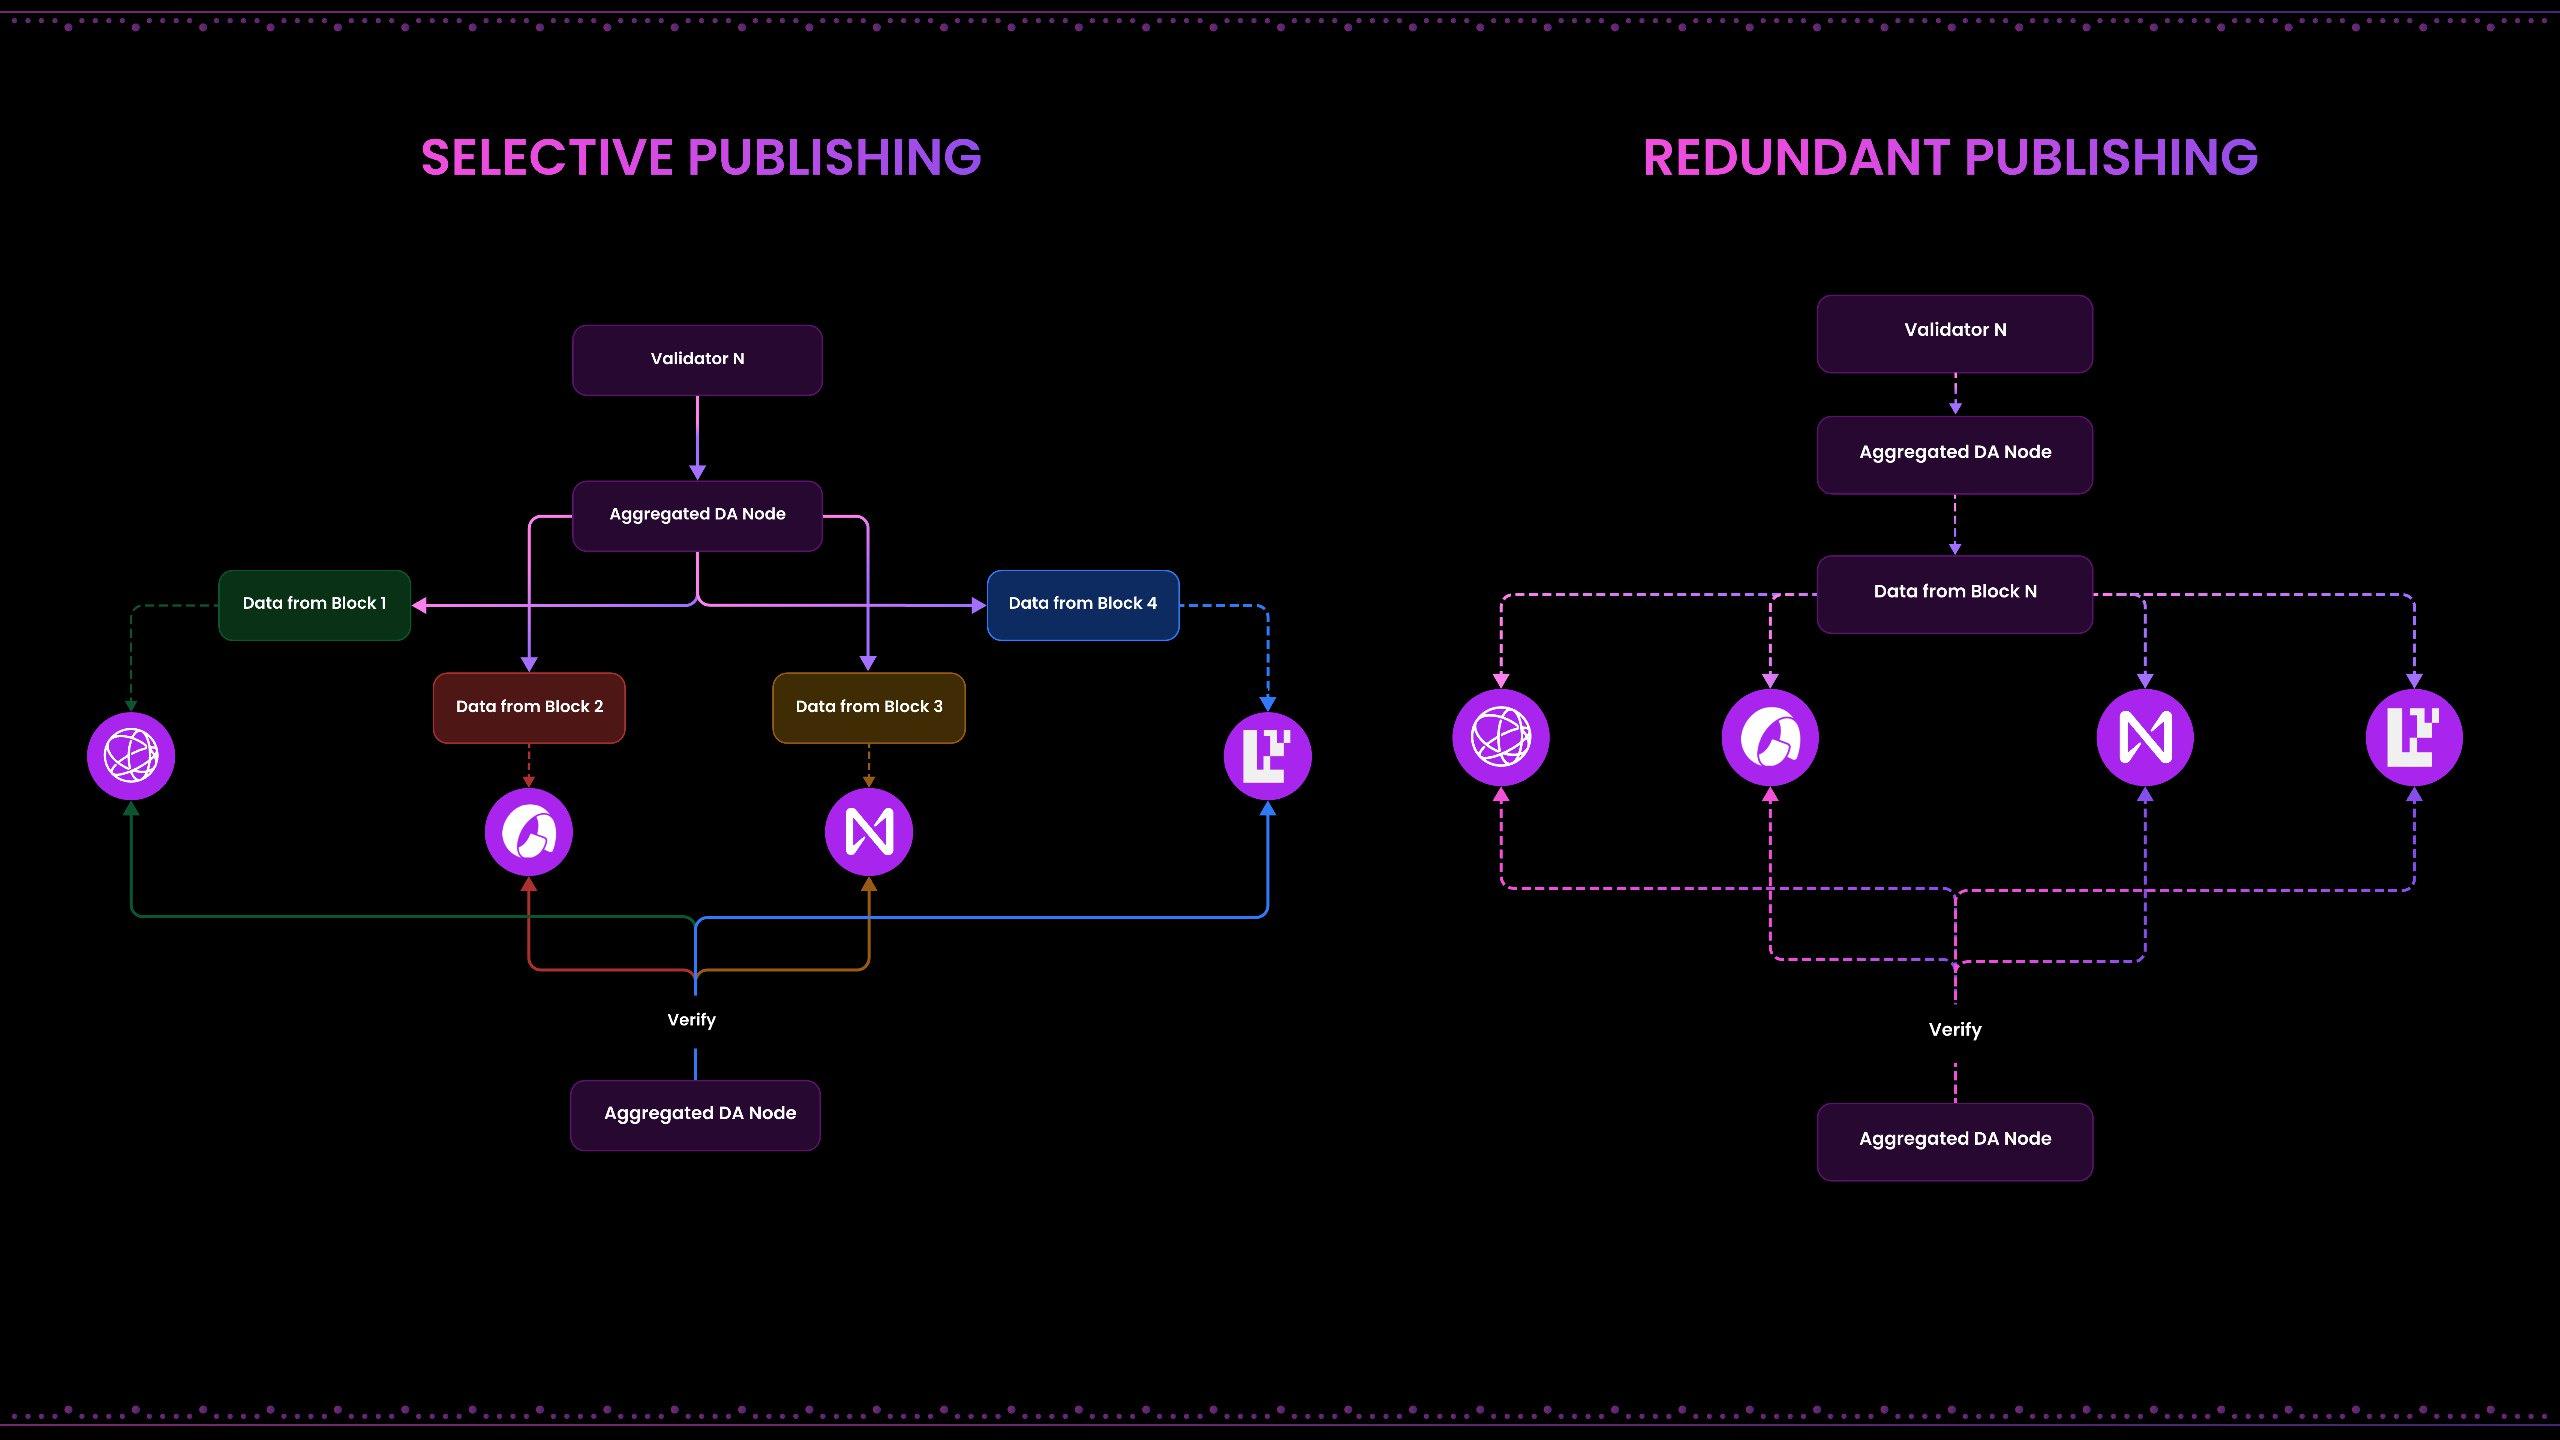 SELECTIVE PUBLISHING
Validator N
Aggregated DA Node
Data from Block 1
Data from Block 4
Data from Block 2
Data from Block 3
Verify
Aggregated DA Node
REDUNDANT PUBLISHING
Validator N
Aggregated DA Node
Data from Block N
Verify
Aggregated DA Node